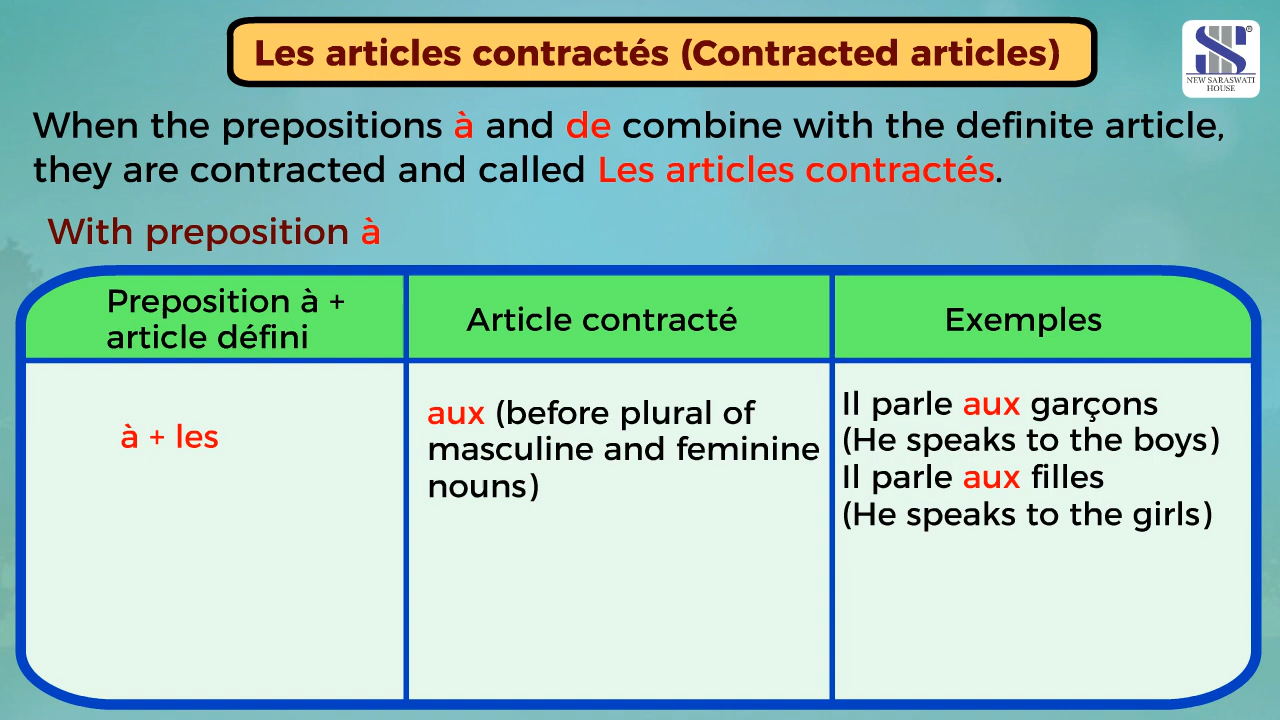 Les articles contractés (Contracted articles)
NEW SARASWATI
HOUSE
When the prepositions à and de combine with the definite article,
they are contracted and called Les articles contractés.
With preposition à
Preposition à +
article défini
Article contracté
Exemples
à + les
aux (before plural of
masculine and feminine
nouns)
Il parle aux garçons
(He speaks to the boys)
Il parle aux filles
(He speaks to the girls)